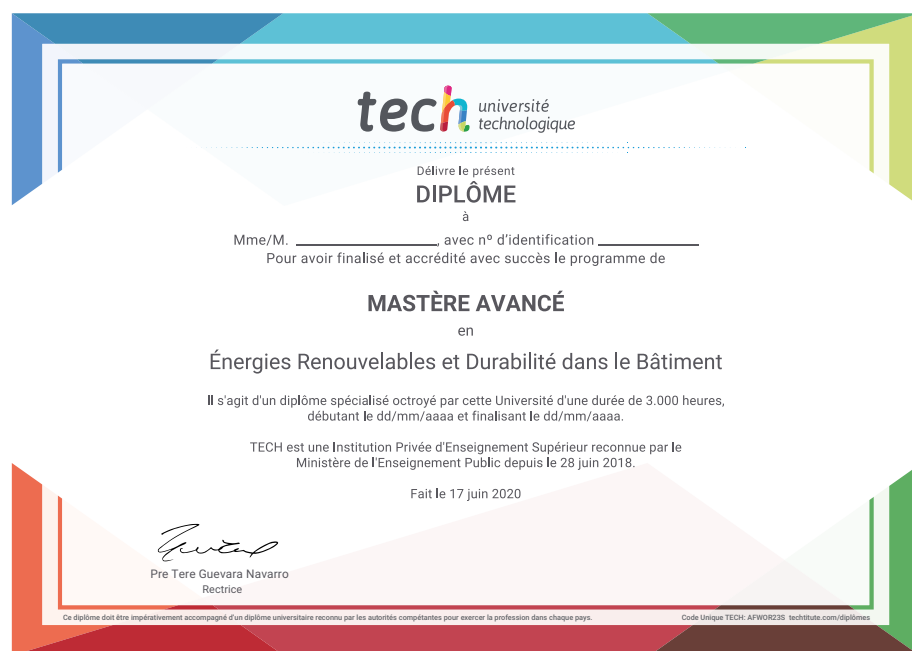 tech université
technologique
Délivre le présent
DIPLÔME
à
Mme/M. ____________________, avec nº d'identification ______________
Pour avoir finalisé et accrédité avec succès le programme de
MASTÈRE AVANCÉ
en
Énergies Renouvelables et Durabilité dans le Bâtiment
Il s'agit d'un diplôme spécialisé octroyé par cette Université d'une durée de 3.000 heures,
débutant le dd/mm/aaaa et finalisant le dd/mm/aaaa.
TECH est une Institution Privée d'Enseignement Supérieur reconnue par le
Ministère de l'Enseignement Public depuis le 28 juin 2018.
Fait le 17 juin 2020
Pre Tere Guevara Navarro
Rectrice
Ce diplôme doit être impérativement accompagné d'un diplôme universitaire reconnu par les autorités compétentes pour exercer la profession dans chaque pays.
Code Unique TECH: AFWOR23S techtitute.com/diplômes